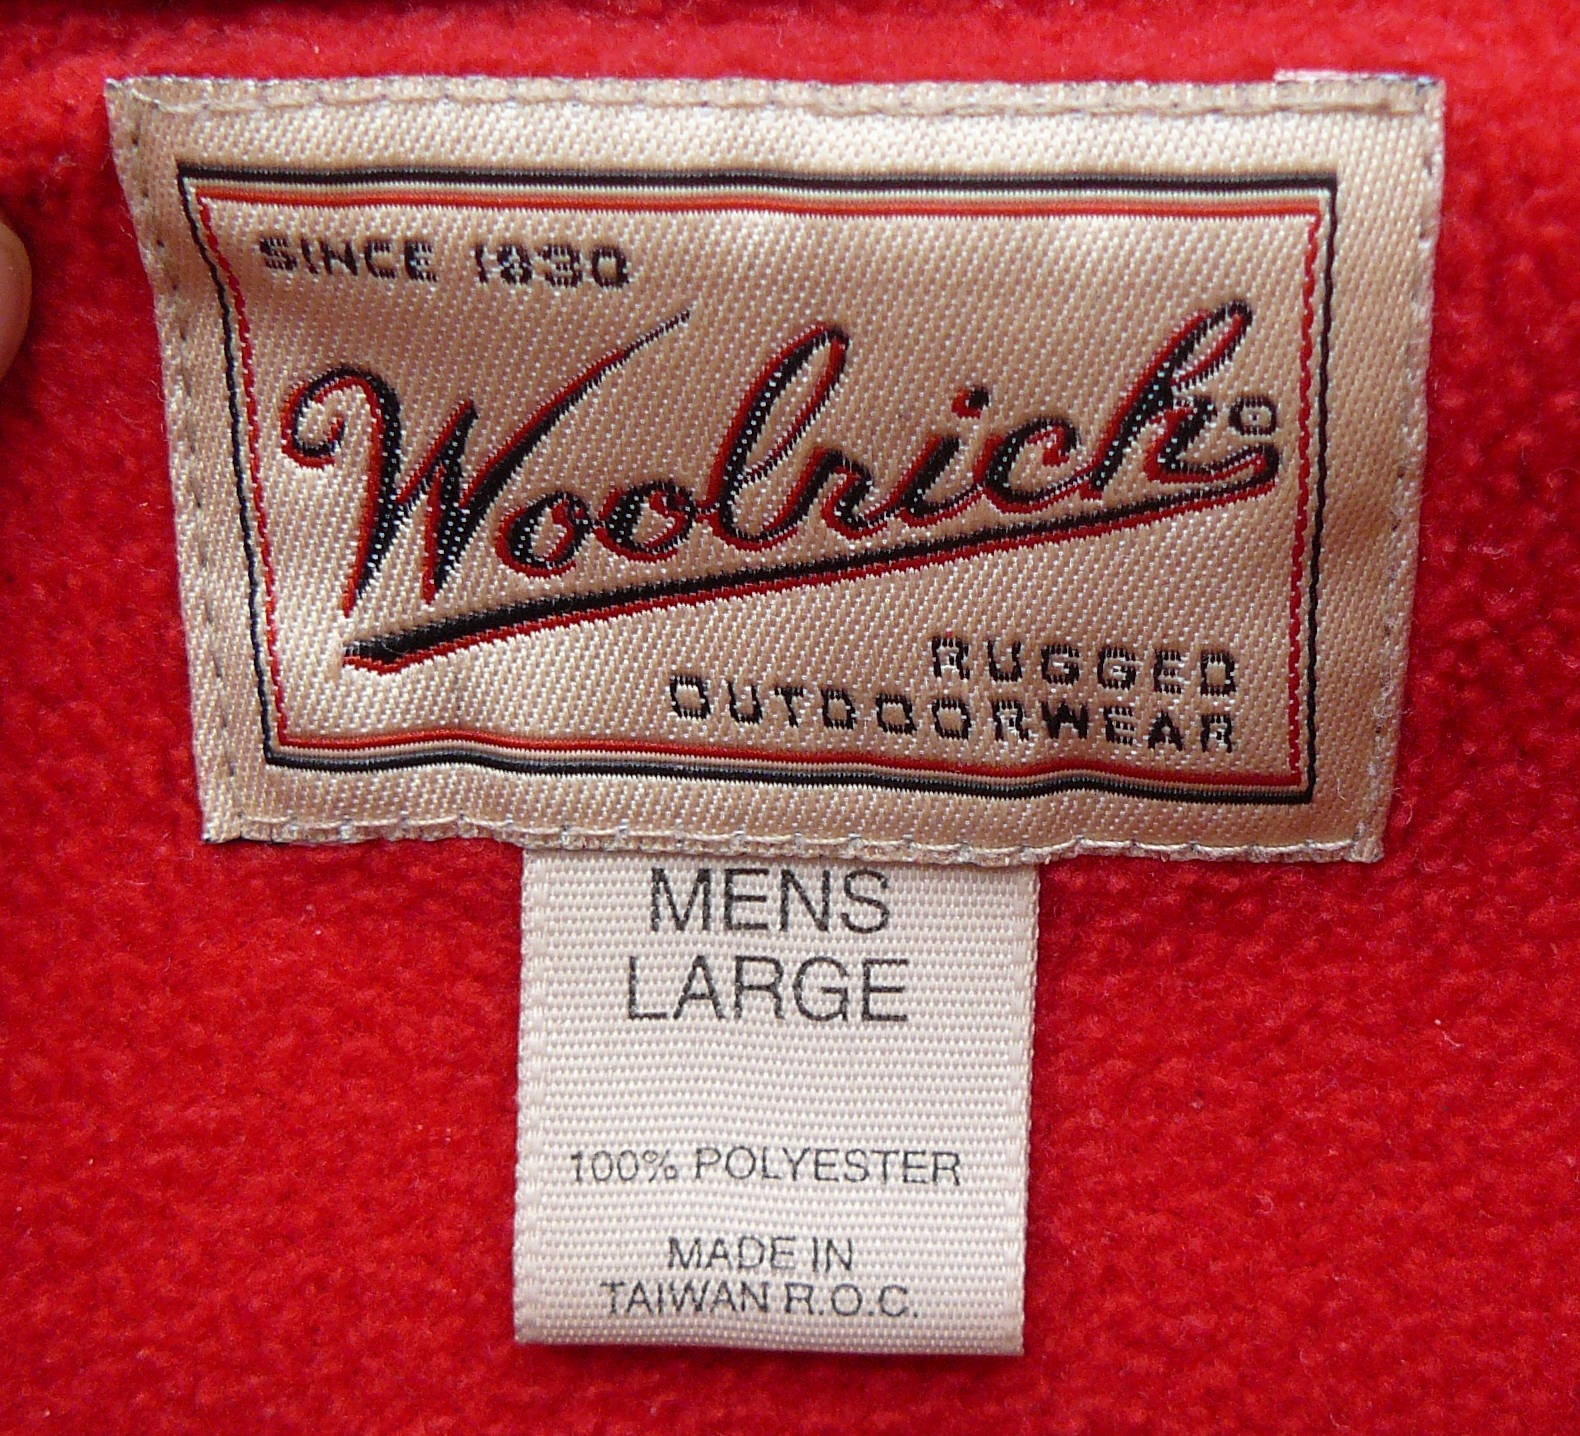 SINCE 1830
Woolrich®
RUGGED
OUTDOORWEAR
MENS
LARGE
100% POLYESTER
MADE IN
TAIWAN R.O.C.